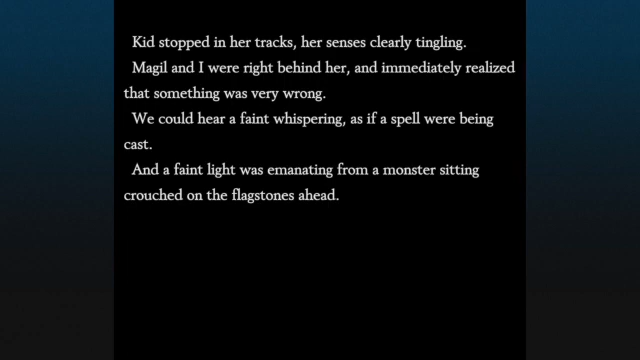 Kid stopped in her tracks, her senses clearly tingling.
Magil and I were right behind her, and immediately realized
that something was very wrong.
We could hear a faint whispering, as if a spell were being
cast.
And a faint light was emanating from a monster sitting
crouched on the flagstones ahead.